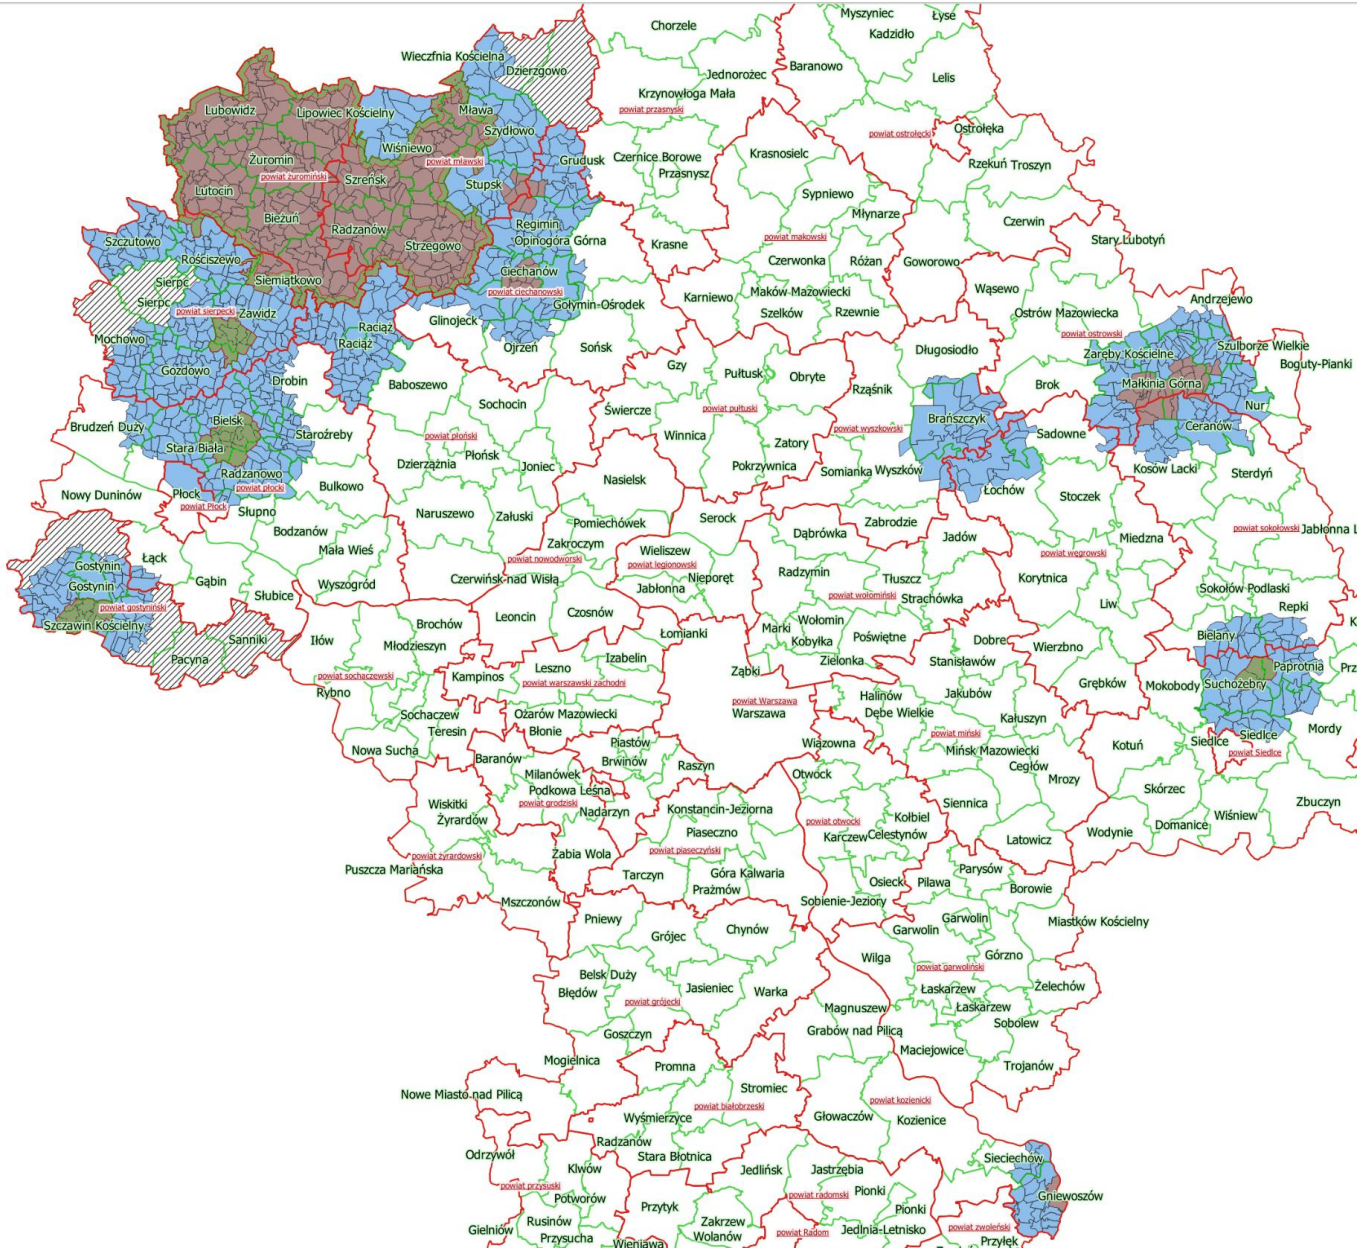 Myszyniec
Łyse
Chorzele
Kadzidło
Wieczfnia Kościelna
Dzierzgowo
Jednorożec
Baranowo
Lelis
Krzynowłoga Mała
powiat przasnyski
Lubowidz
Lipowiec Kościelny
Mława
Szydłowo
powiat ostrołęcki
Ostrołęka
Wiśniewo
powiat mławski
Żuromin
powiat żuromiński
Szreńsk
Grudusk
Czernice Borowe
Przasnysz
Krasnosielc
Rzekuń
Troszyn
Lutocin
Stupsk
Sypniewo
Bieżuń
Radzanów
Regimin
Opinogóra Górna
Młynarze
Czerwin
Szczutowo
Strzegowo
Krasne
powiat makowski
Stary Lubotyń
Rościszewo
Siemiątkowo
Ciechanów
powiat ciechanowski
Czerwonka
Różan
Goworowo
Sierpc
Sierpc
powiat sierpecki
Zawidz
Gołymin-Ośrodek
Karniewo
Maków Mazowiecki
Szelków
Rzewnie
Wąsewo
Ostrów Mazowiecka
Andrzejewo
Mochowo
Raciąż
Raciąż
Glinojeck
Ojrzeń
Sońsk
powiat ostrowski
Długosiodło
Zaręby Kościelne
Szulborze Wielkie
Boguty-Pianki
Gozdowo
Drobin
Baboszewo
Gzy
Pułtusk
Obryte
Rząśnik
Brok
Małkinia Górna
Nur
Sochocin
Świercze
powiat pułtuski
Brańszczyk
Ceranów
Brudzeń Duży
Bielsk
Stara Biała
Staroźreby
powiat płoński
Winnica
Zatory
powiat wyszkowski
Sadowne
Radzanowo
powiat płocki
Dzierzążnia
Płońsk
Joniec
Pokrzywnica
Somianka
Wyszków
Kosów Lacki
Sterdyń
Nowy Duninów
Płock
powiat Płock
Słupno
Bulkowo
Nasielsk
Łochów
Stoczek
Bodzanów
Naruszewo
Załuski
Pomiechówek
Serock
Dąbrówka
Zabrodzie
Jadów
Miedzna
powiat sokołowski
Jabłonna L
Mała Wieś
Zakroczym
powiat nowodworski
Wieliszew
powiat legionowski
powiat węgrowski
Gostynin
Gostynin
Łąck
Gąbin
Słubice
Wyszogród
Czerwińsk nad Wisłą
Jabłonna
Nieporęt
Radzymin
Tłuszcz
powiat wołomiński
Strachówka
Korytnica
Liw
Sokołów Podlaski
Repki
powiat gostyniński
Szczawin Kościelny
Sanniki
Pacyna
Iłów
Brochów
Leoncin
Czosnów
Łomianki
Marki
Wołomin
Kobyłka
Poświętne
Dobre
Wierzbno
Bielany
Młodzieszyn
Leszno
Izabelin
Ząbki
Zielonka
Stanisławów
Paprotnia
Prz
powiat sochaczewski
Kampinos
powiat warszawski zachodni
Grębków
Mokobody
Suchożebry
Rybno
powiat Warszawa
Warszawa
Halinów
Jakubów
Sochaczew
Teresin
Ożarów Mazowiecki
Błonie
Dębe Wielkie
Kałuszyn
powiat miński
Siedlce
Siedlce
powiat Siedlce
Mordy
Nowa Sucha
Baranów
Piastów
Brwinów
Raszyn
Wiązowna
Mińsk Mazowiecki
Cegłów
Mrozy
Kotuń
Milanówek
Podkowa Leśna
powiat grodziski
Nadarzyn
Otwock
Skórzec
Wiskitki
Żyrardów
Konstancin-Jeziorna
Piaseczno
powiat otwocki
Kołbiel
Karczew
Celestynów
Siennica
Latowicz
Wodynie
Domanice
Wiśniew
Zbuczyn
powiat żyrardowski
Puszcza Mariańska
Żabia Wola
powiat piaseczyński
Tarczyn
Góra Kalwaria
Prażmów
Osieck
Pilawa
Parysów
Borowie
Mszczonów
Sobienie-Jeziory
Pniewy
Grójec
Chynów
Garwolin
Garwolin
Miastków Kościelny
Wilga
powiat garwoliński
Górzno
Belsk Duży
Błędów
powiat grójecki
Jasieniec
Warka
Łaskarzew
Łaskarzew
Żelechów
Magnuszew
Sobolew
Goszczyn
Grabów nad Pilicą
Maciejowice
Trojanów
Mogielnica
Promna
Nowe Miasto nad Pilicą
Stromiec
powiat białobrzeski
powiat kozienicki
Wyśmierzyce
Głowaczów
Kozienice
Radzanów
Stara Błotnica
Odrzywół
Klwów
Jedlińsk
Jastrzębia
Sieciechów
powiat przysuski
Potworów
powiat radomski
Pionki
Pionki
Gniewoszów
Przytyk
Gielniów
Rusinów
Przysucha
Zakrzew
Wolanów
powiat Radom
Jedlnia-Letnisko
powiat zwoleński
Przyłęk
Wieniawa